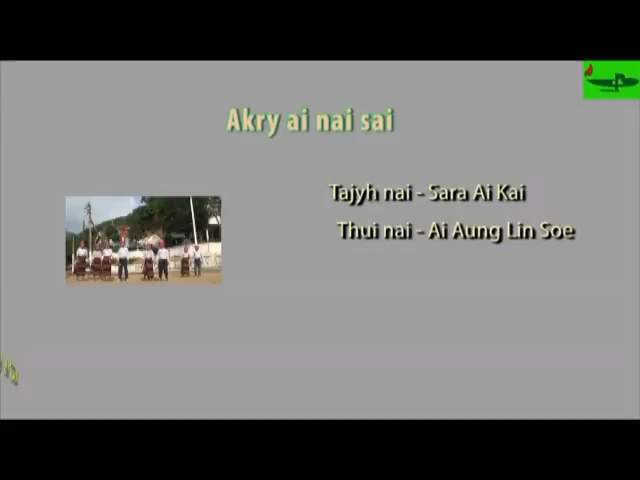 Akry ai nai sai
Tajyh nai - Sara Ai Kai
Thui nai - Ai Aung Lin Soe